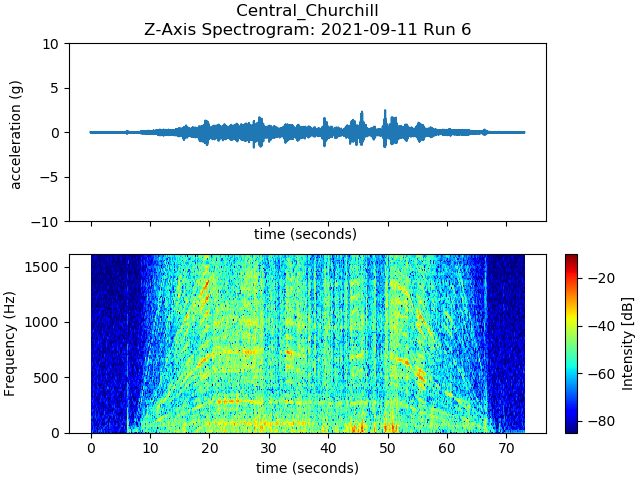 Central_Churchill
Z-Axis Spectrogram: 2021-09-11 Run 6
10
5
0
−5
−10
acceleration (g)
time (seconds)
1500
1000
500
0
Frequency (Hz)
0 10 20 30 40 50 60 70
time (seconds)
−20
−40
−60
−80
Intensity [dB]